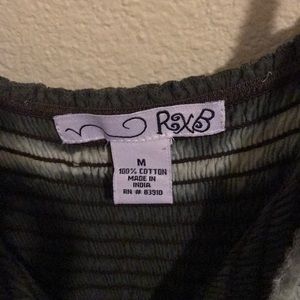 RXB
M
100% COTTON
MADE IN
INDIA
RN # 83910